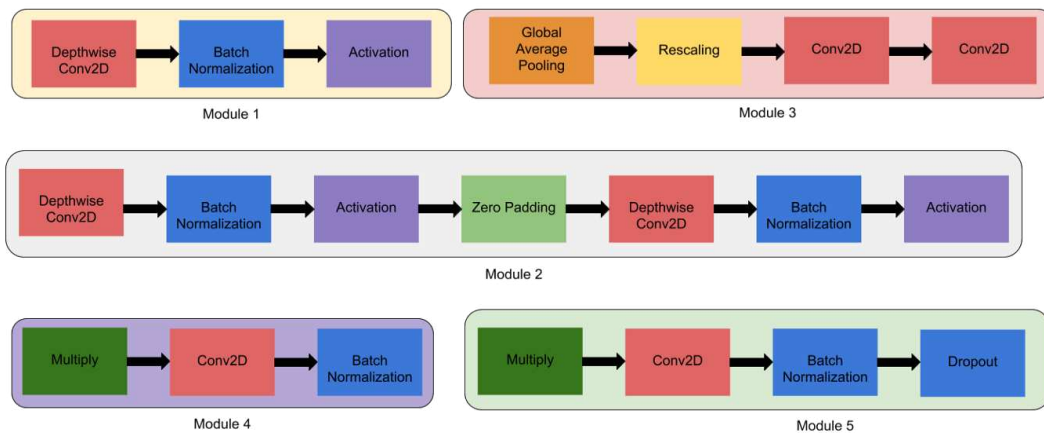 Depthwise
Conv2D
Batch
Normalization
Activation
Module 1
Global
Average
Pooling
Rescaling
Conv2D
Conv2D
Module 3
Depthwise
Conv2D
Batch
Normalization
Activation
Zero Padding
Depthwise
Conv2D
Batch
Normalization
Activation
Module 2
Multiply
Conv2D
Batch
Normalization
Module 4
Multiply
Conv2D
Batch
Normalization
Dropout
Module 5